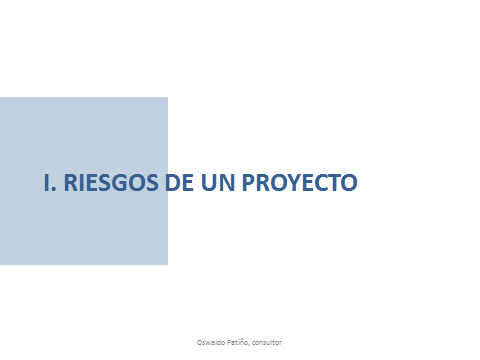 I. RIESGOS DE UN PROYECTO
Oswaldo Patiño, consultor